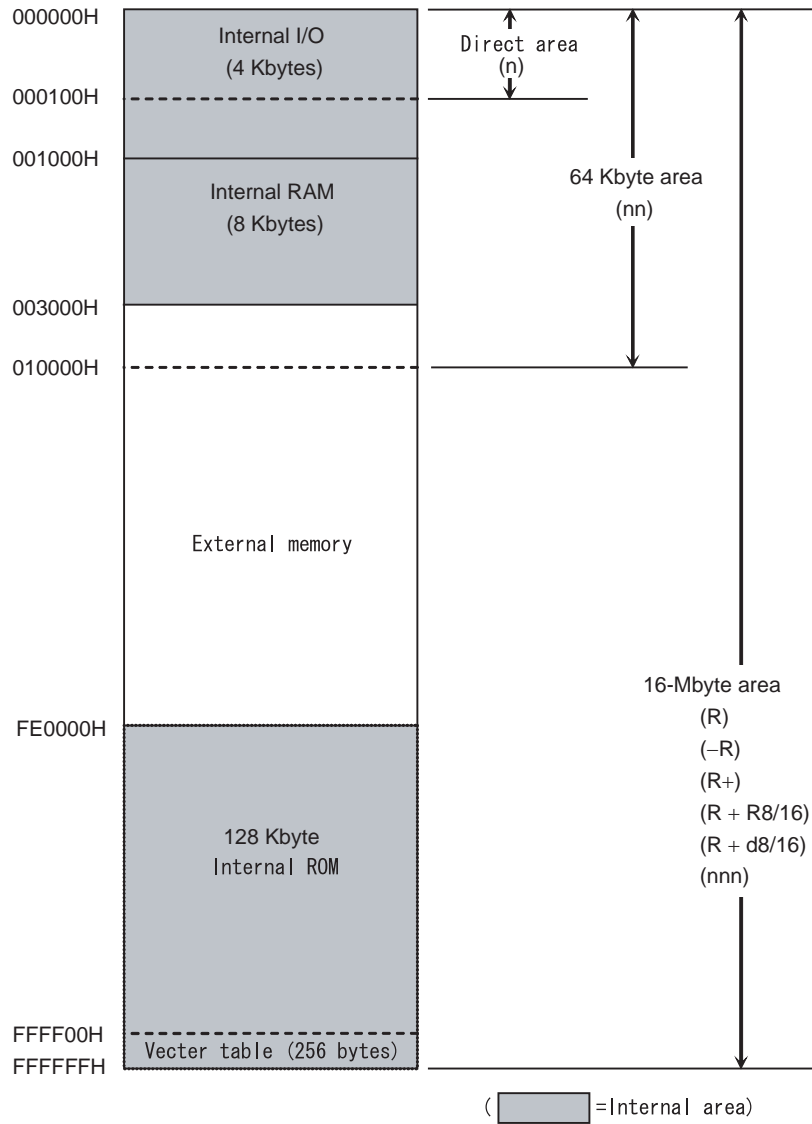 000000H
Internal I/O
(4 Kbytes)
Direct area
(n)
000100H
001000H
Internal RAM
(8 Kbytes)
64 Kbyte area
(nn)
003000H
010000H
External memory
16-Mbyte area
(R)
(−R)
(R+)
(R + R8/16)
(R + d8/16)
(nnn)
FE0000H
128 Kbyte
Internal ROM
FFFF00H
Vecter table (256 bytes)
FFFFFFH
( =Internal area)